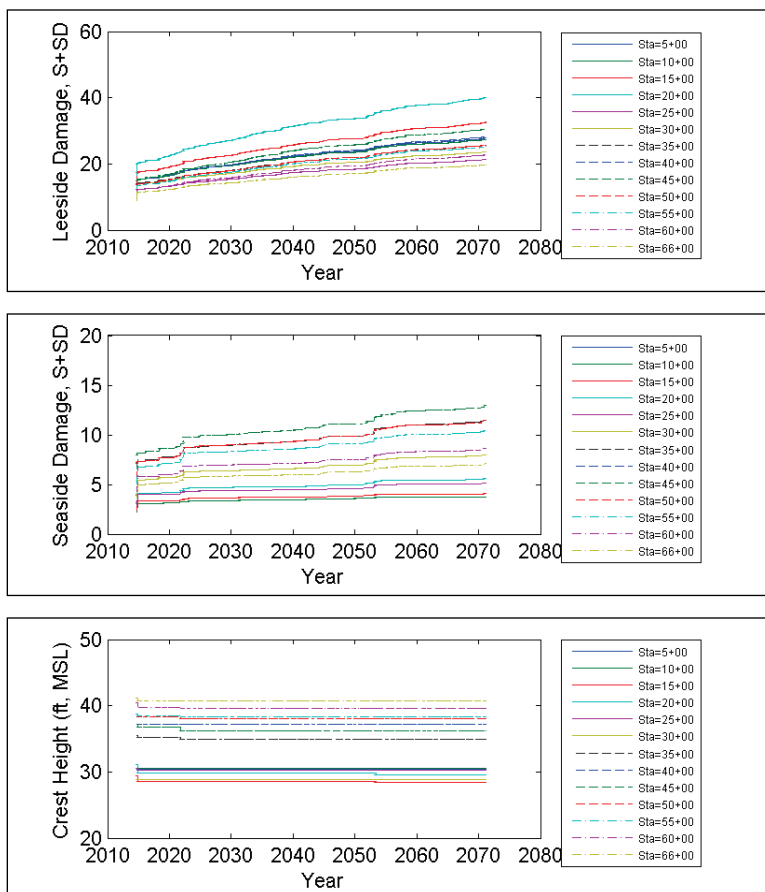 60
40
20
0
Leeside Damage, S+SD
2010 2020 2030 2040 2050 2060 2070 2080
Year
Sta=5+00
Sta=10+00
Sta=15+00
Sta=20+00
Sta=25+00
Sta=30+00
Sta=35+00
Sta=40+00
Sta=45+00
Sta=50+00
Sta=55+00
Sta=60+00
Sta=66+00
20
15
10
5
0
Seaside Damage, S+SD
2010 2020 2030 2040 2050 2060 2070 2080
Year
Sta=5+00
Sta=10+00
Sta=15+00
Sta=20+00
Sta=25+00
Sta=30+00
Sta=35+00
Sta=40+00
Sta=45+00
Sta=50+00
Sta=55+00
Sta=60+00
Sta=66+00
50
40
30
20
Crest Height (ft, MSL)
2010 2020 2030 2040 2050 2060 2070 2080
Year
Sta=5+00
Sta=10+00
Sta=15+00
Sta=20+00
Sta=25+00
Sta=30+00
Sta=35+00
Sta=40+00
Sta=45+00
Sta=50+00
Sta=55+00
Sta=60+00
Sta=66+00